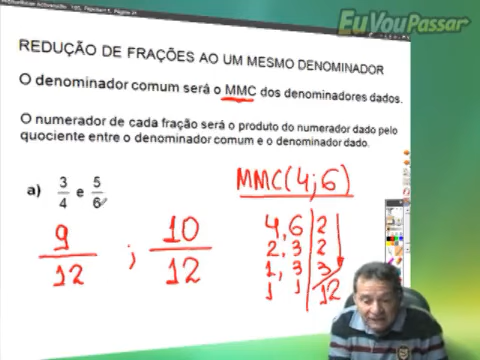 EuVouPassar
REDUÇÃO DE FRAÇÕES AO UM MESMO DENOMINADOR
O denominador comum será o MMC dos denominadores dados.
O numerador de cada fração será o produto do numerador dado pelo
quociente entre o denominador comum e o denominador dado.
a) 3/4 e 5/6
9/12 ; 10/12
MMC(4;6)
4, 6 | 2
2, 3 | 2
1, 3 | 3
1 1 | 12